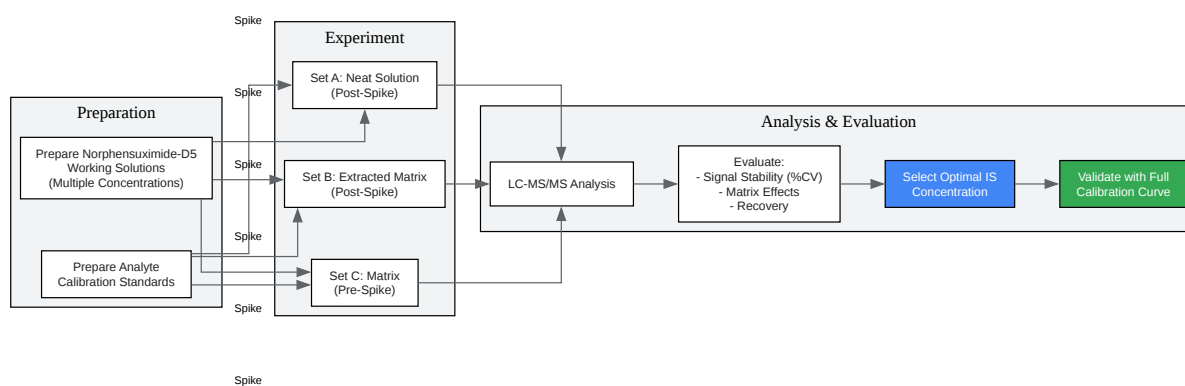 Preparation
Prepare Norphensuximide-D5
Working Solutions
(Multiple Concentrations)
Prepare Analyte
Calibration Standards
Spike
Spike
Spike
Spike
Spike
Spike
Experiment
Set A: Neat Solution
(Post-Spike)
Set B: Extracted Matrix
(Post-Spike)
Set C: Matrix
(Pre-Spike)
Analysis & Evaluation
LC-MS/MS Analysis
Evaluate:
- Signal Stability (%CV)
- Matrix Effects
- Recovery
Select Optimal IS
Concentration
Validate with Full
Calibration Curve